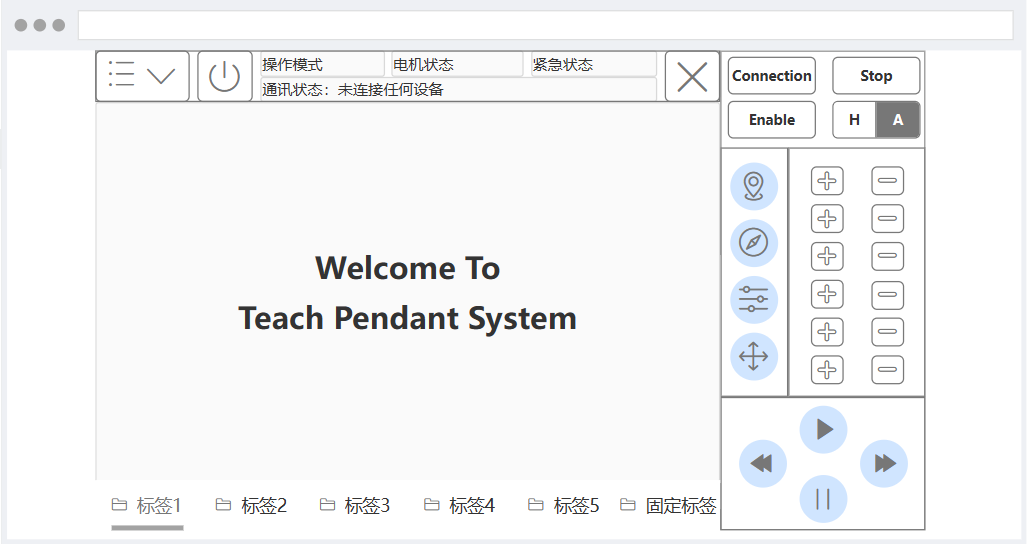 操作模式
电机状态
紧急状态
通讯状态：未连接任何设备
Connection
Stop
Enable
H
A
Welcome To
Teach Pendant System
标签1
标签2
标签3
标签4
标签5
固定标签